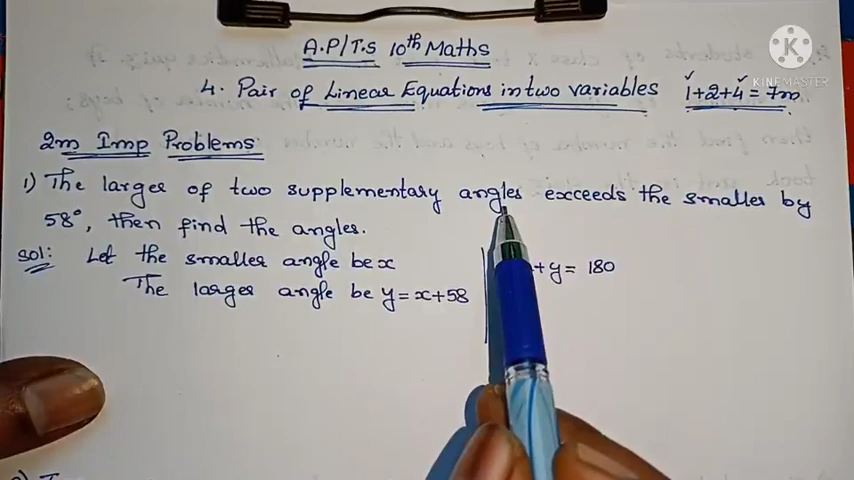 A.P/T.S 10th Maths
4. Pair of Linear Equations in two variables 1+2+4 = 7m
2m Imp Problems
1) The larger of two supplementary angles exceeds the smaller by
58°, then find the angles.
Sol: Let the smaller angle be x
+y = 180
The larger angle be y = x+58
K
KINEMASTER